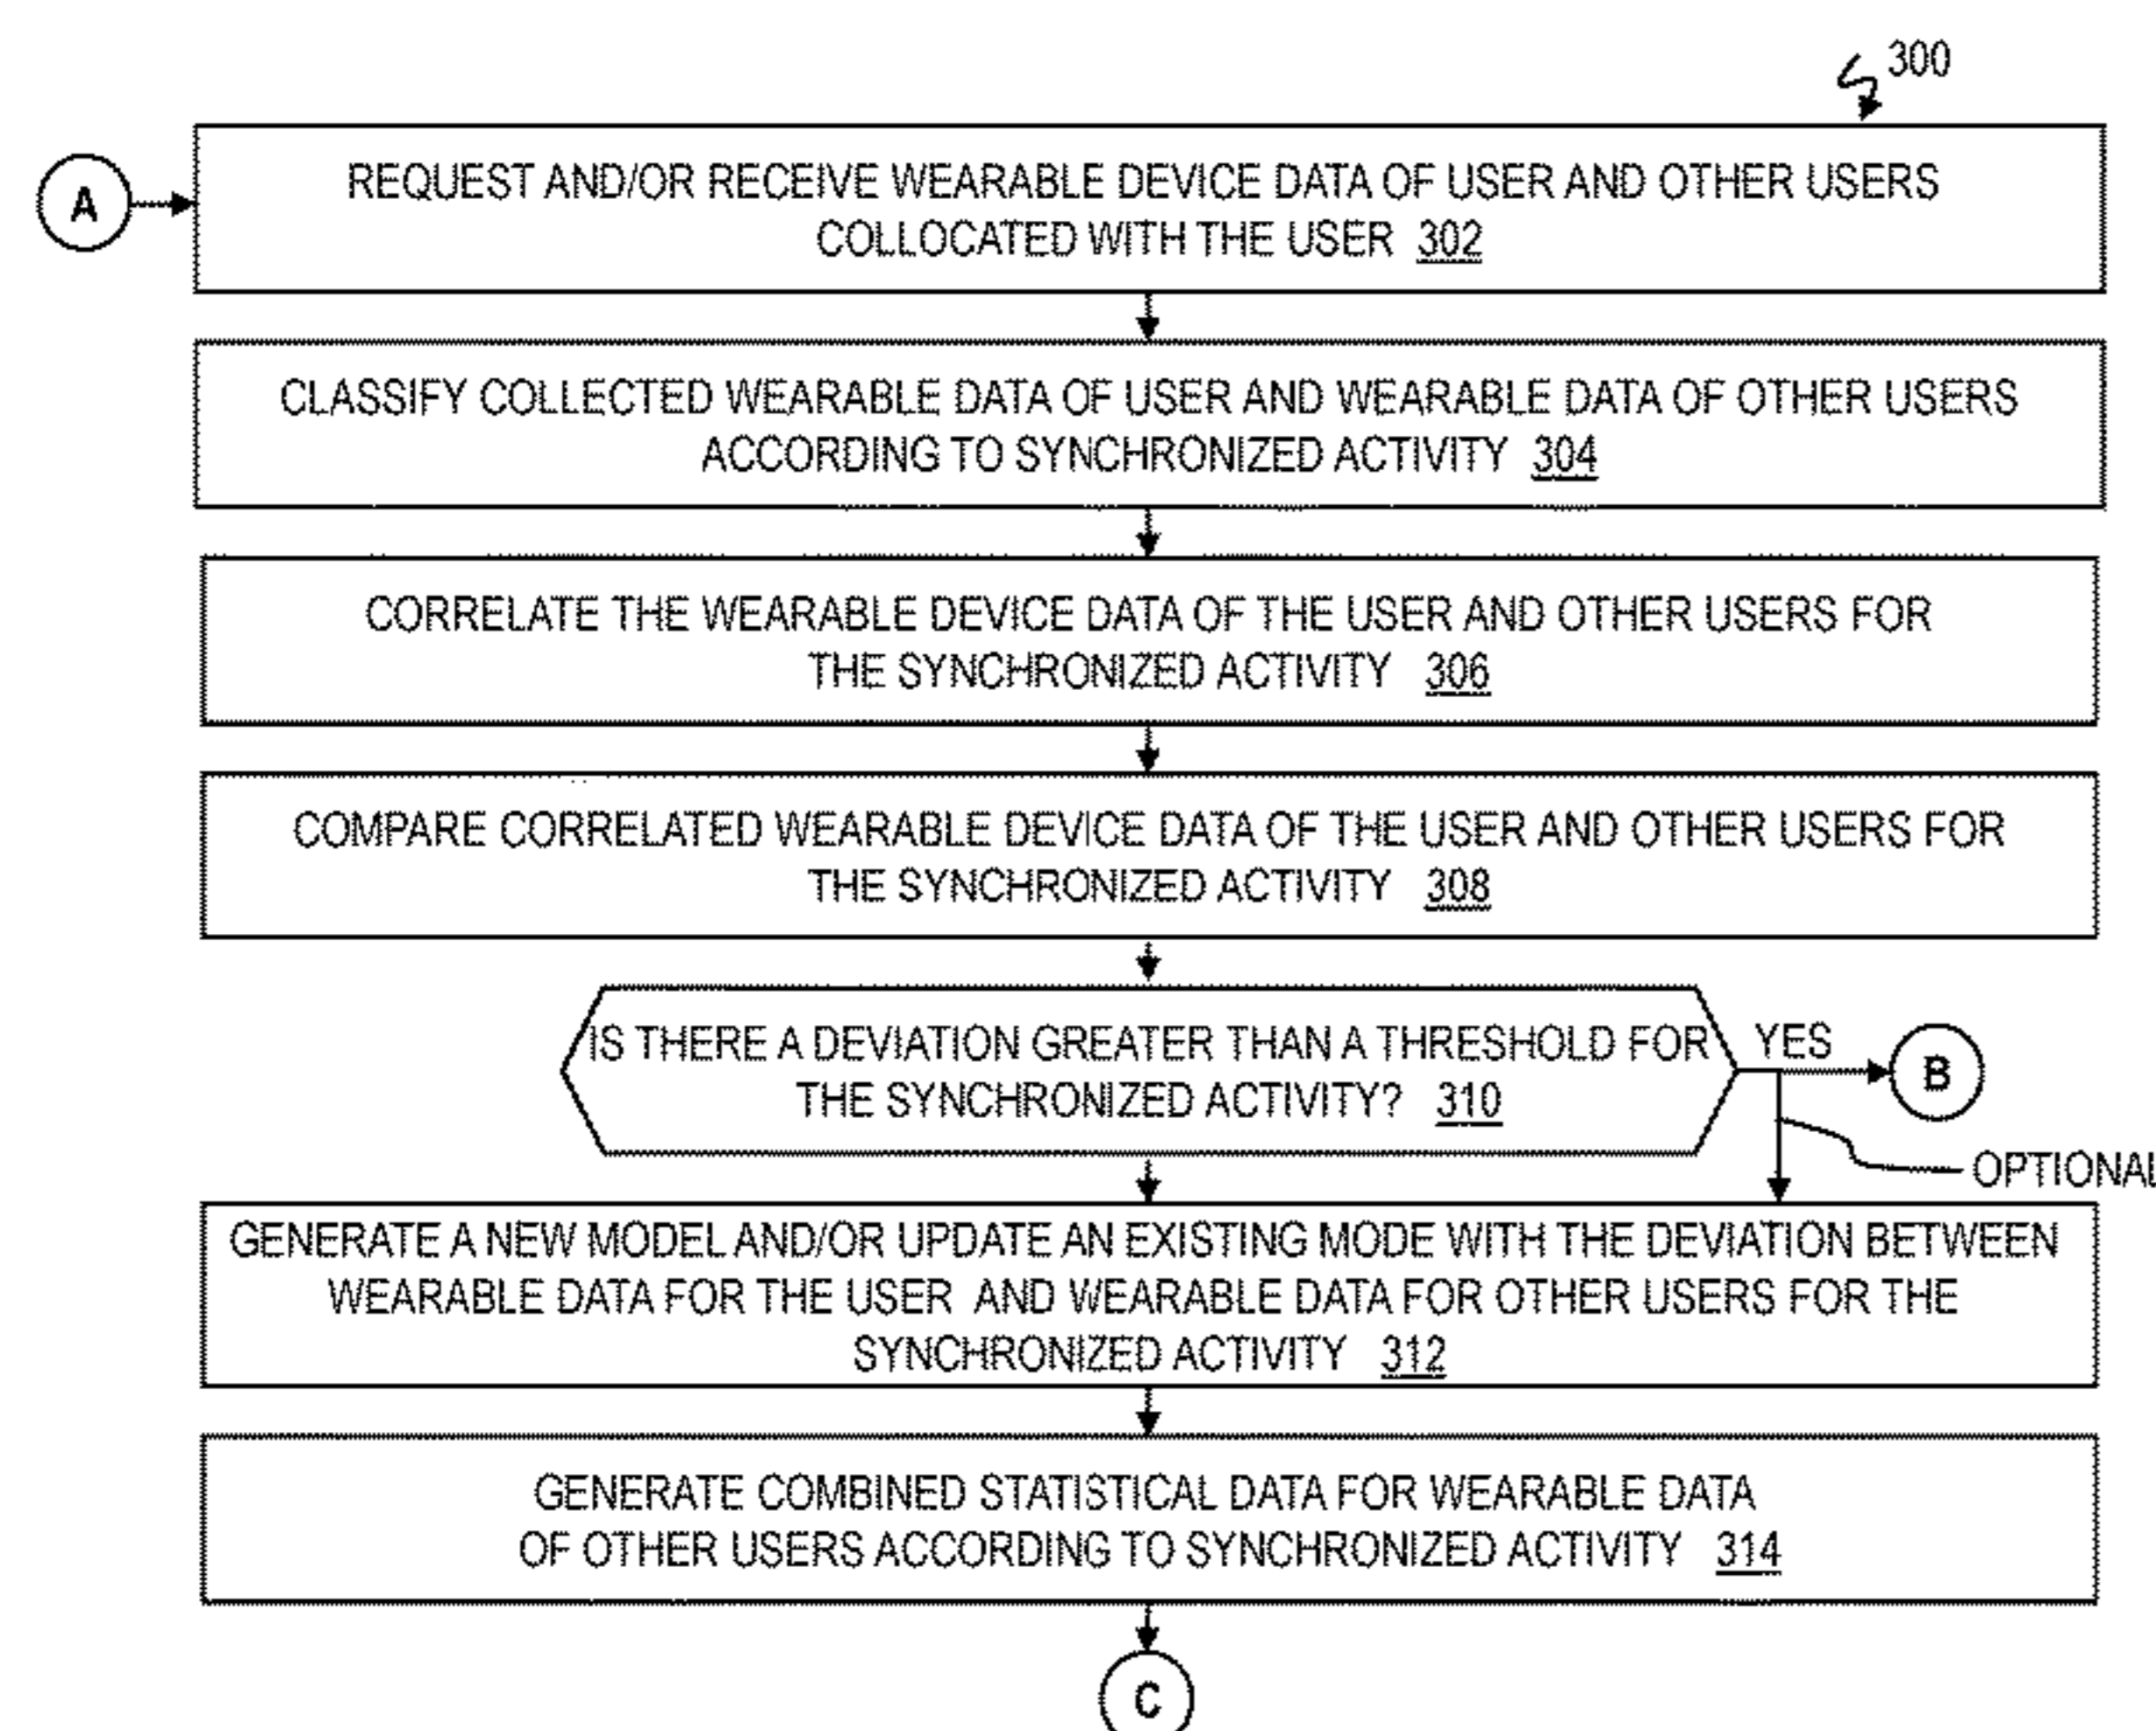 300
A
REQUEST AND/OR RECEIVE WEARABLE DEVICE DATA OF USER AND OTHER USERS
COLLOCATED WITH THE USER 302
CLASSIFY COLLECTED WEARABLE DATA OF USER AND WEARABLE DATA OF OTHER USERS
ACCORDING TO SYNCHRONIZED ACTIVITY 304
CORRELATE THE WEARABLE DEVICE DATA OF THE USER AND OTHER USERS FOR
THE SYNCHRONIZED ACTIVITY 306
COMPARE CORRELATED WEARABLE DEVICE DATA OF THE USER AND OTHER USERS FOR
THE SYNCHRONIZED ACTIVITY 308
IS THERE A DEVIATION GREATER THAN A THRESHOLD FOR
THE SYNCHRONIZED ACTIVITY? 310
YES
B
OPTIONAL
GENERATE A NEW MODEL AND/OR UPDATE AN EXISTING MODE WITH THE DEVIATION BETWEEN
WEARABLE DATA FOR THE USER AND WEARABLE DATA FOR OTHER USERS FOR THE
SYNCHRONIZED ACTIVITY 312
GENERATE COMBINED STATISTICAL DATA FOR WEARABLE DATA
OF OTHER USERS ACCORDING TO SYNCHRONIZED ACTIVITY 314
C